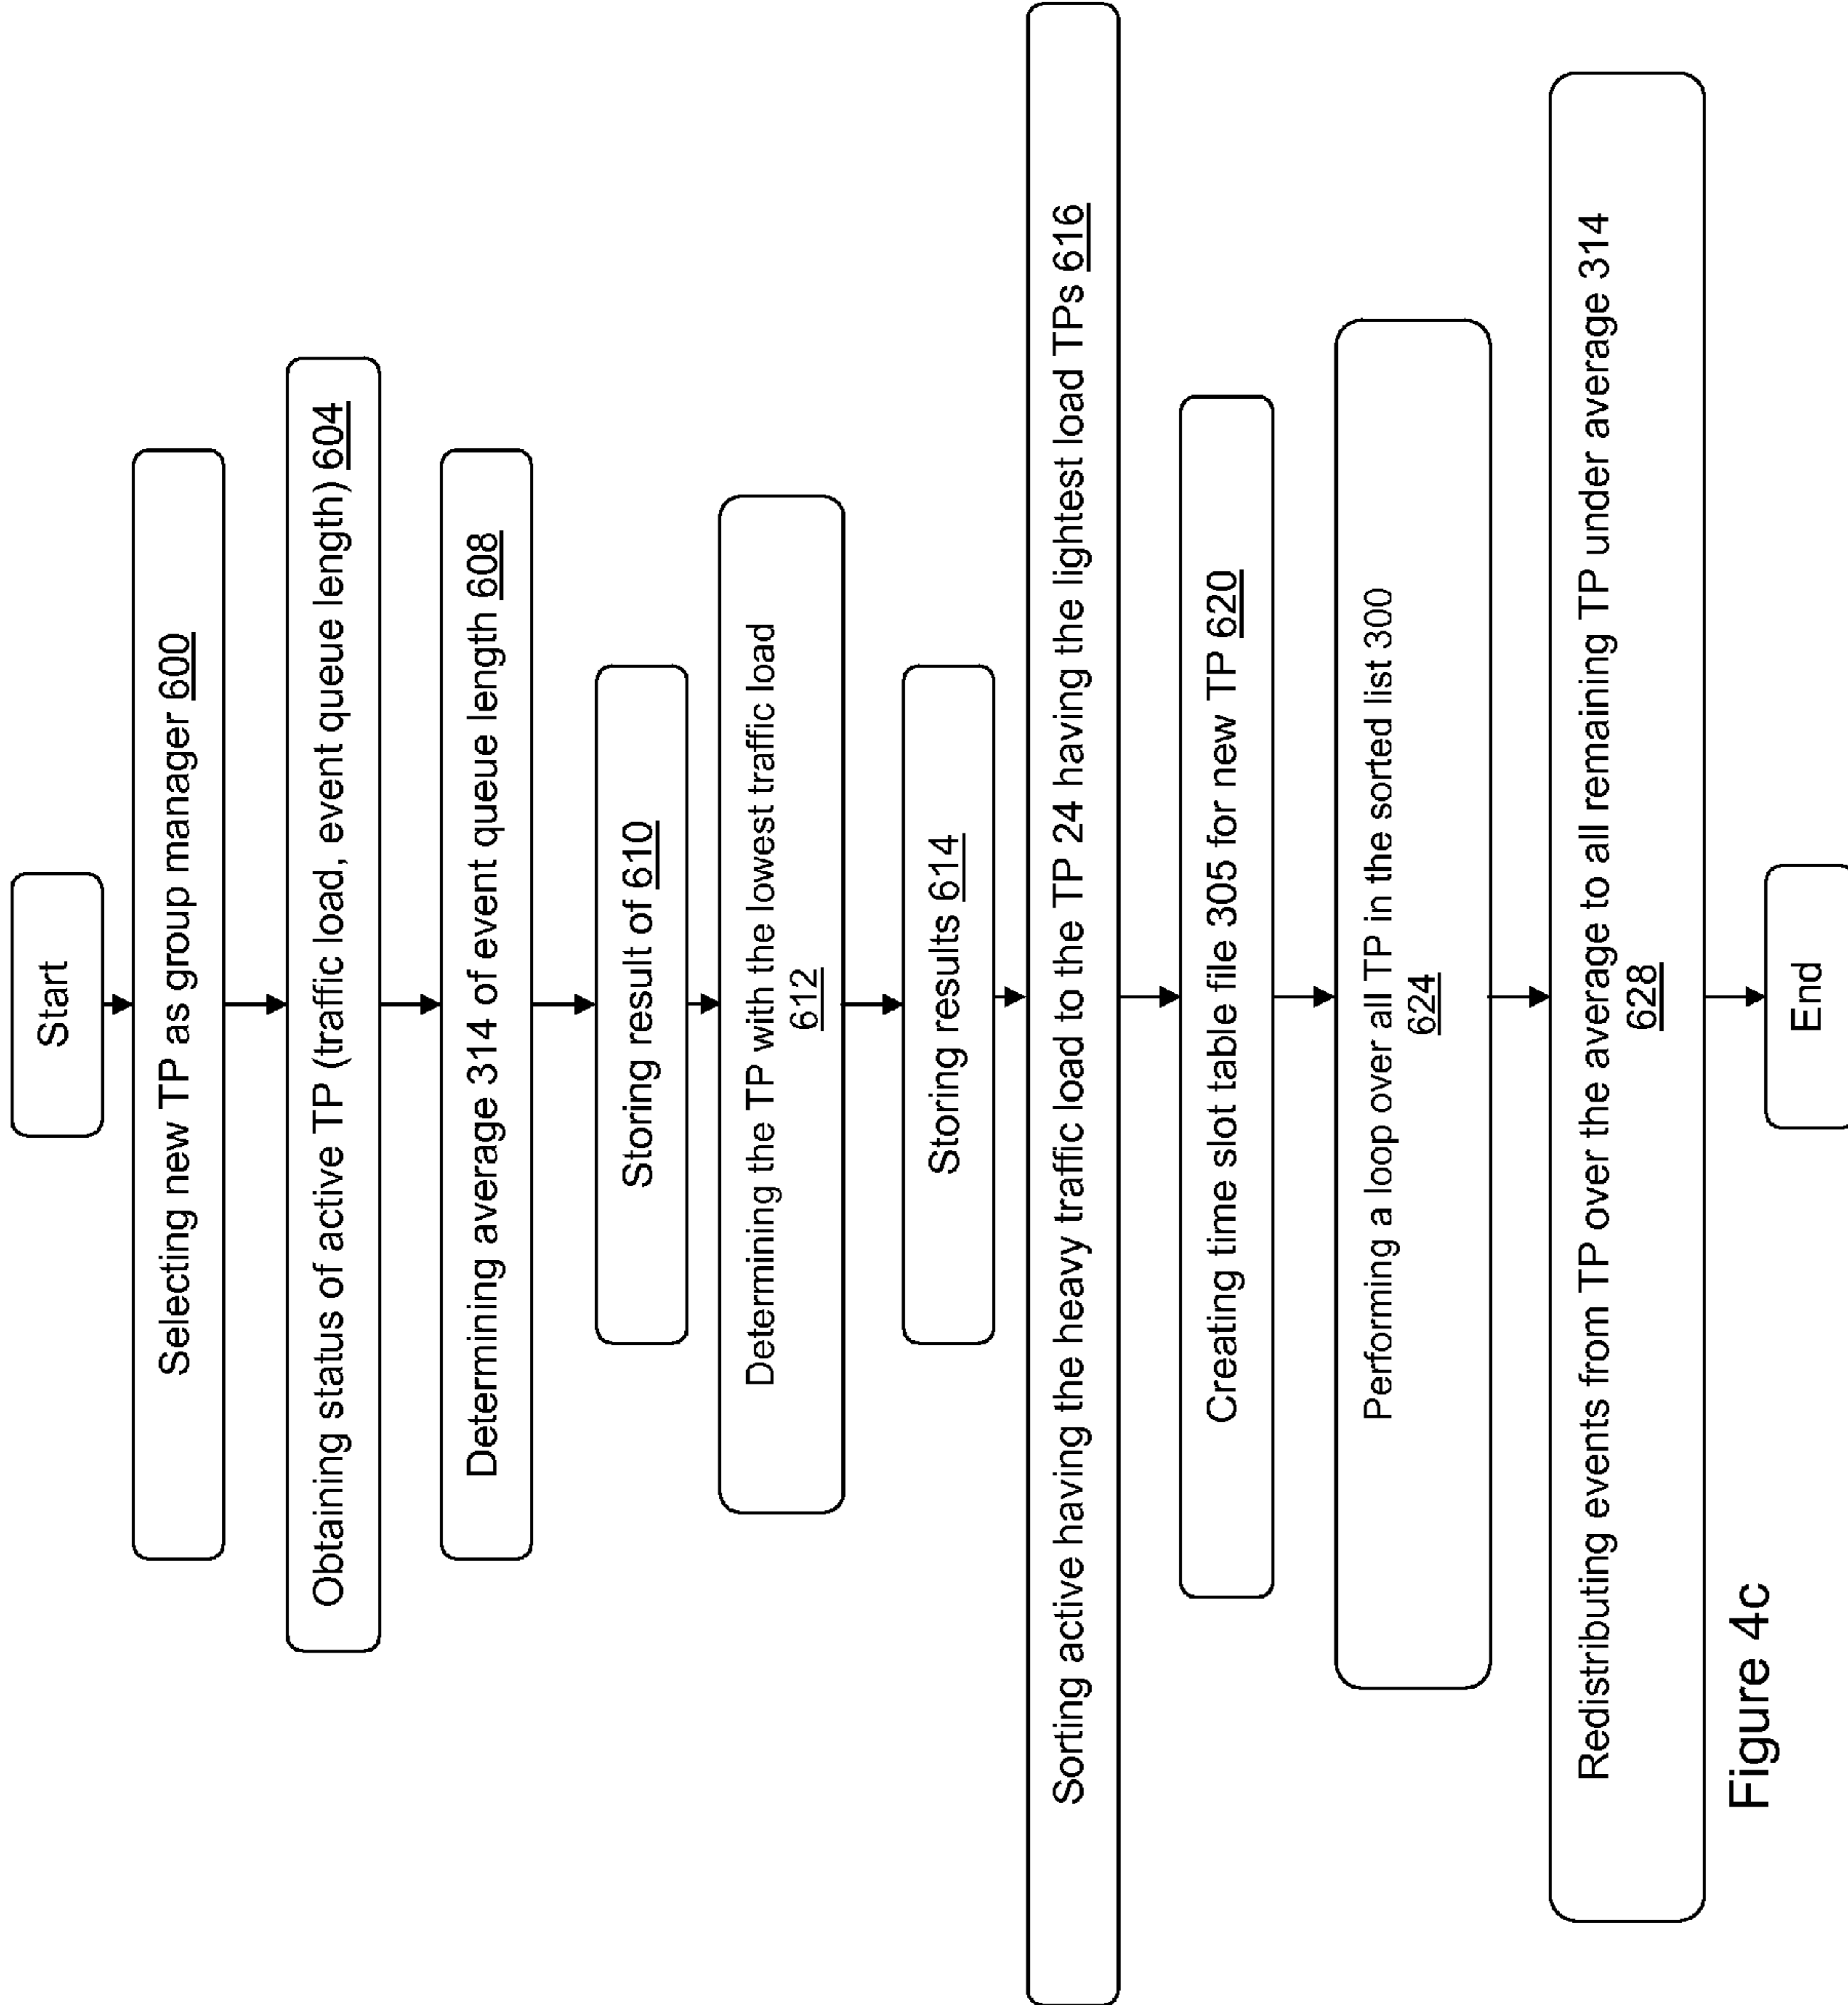 Start
Selecting new TP as group manager 600
Obtaining status of active TP (traffic load, event queue length) 604
Determining average 314 of event queue length 608
Storing result of 610
Determining the TP with the lowest traffic load
612
Storing results 614
Sorting active having the heavy traffic load to the TP 24 having the lightest load TPs 616
Creating time slot table file 305 for new TP 620
Performing a loop over all TP in the sorted list 300
624
Redistributing events from TP over the average to all remaining TP under average 314
628
End
Figure 4c